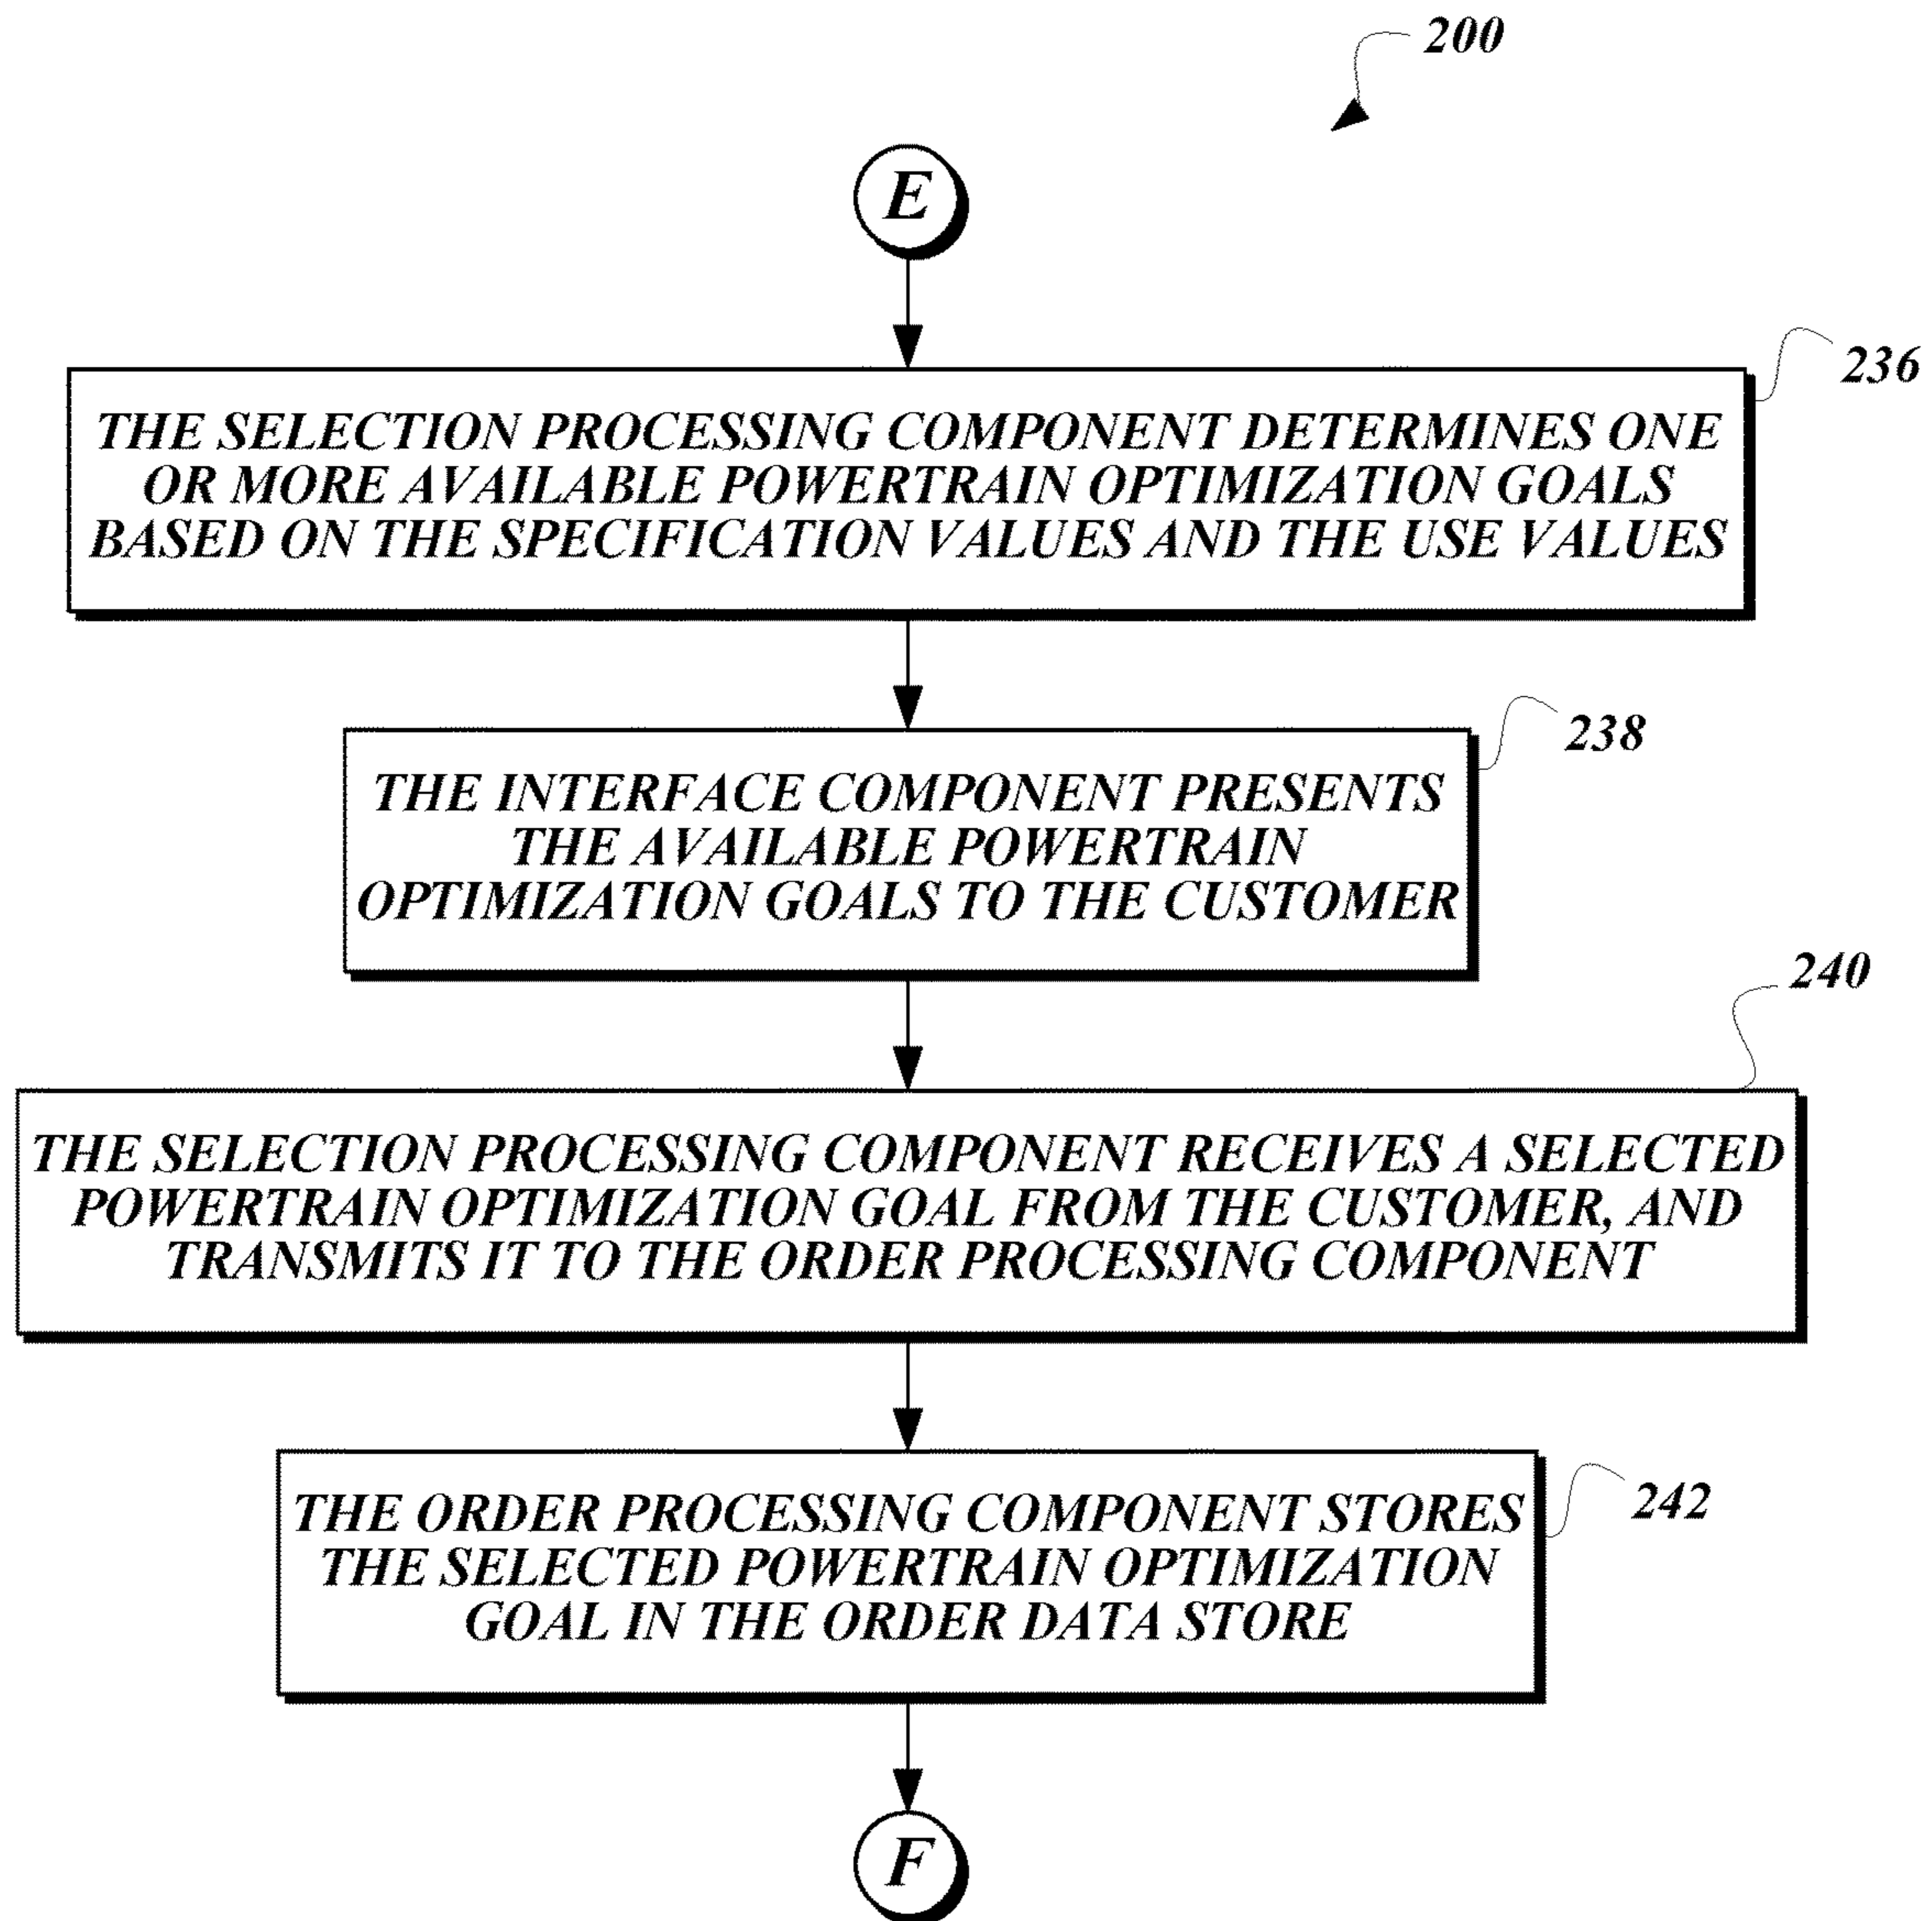 200
E
236
THE SELECTION PROCESSING COMPONENT DETERMINES ONE
OR MORE AVAILABLE POWERTRAIN OPTIMIZATION GOALS
BASED ON THE SPECIFICATION VALUES AND THE USE VALUES
238
THE INTERFACE COMPONENT PRESENTS
THE AVAILABLE POWERTRAIN
OPTIMIZATION GOALS TO THE CUSTOMER
240
THE SELECTION PROCESSING COMPONENT RECEIVES A SELECTED
POWERTRAIN OPTIMIZATION GOAL FROM THE CUSTOMER, AND
TRANSMITS IT TO THE ORDER PROCESSING COMPONENT
242
THE ORDER PROCESSING COMPONENT STORES
THE SELECTED POWERTRAIN OPTIMIZATION
GOAL IN THE ORDER DATA STORE
F